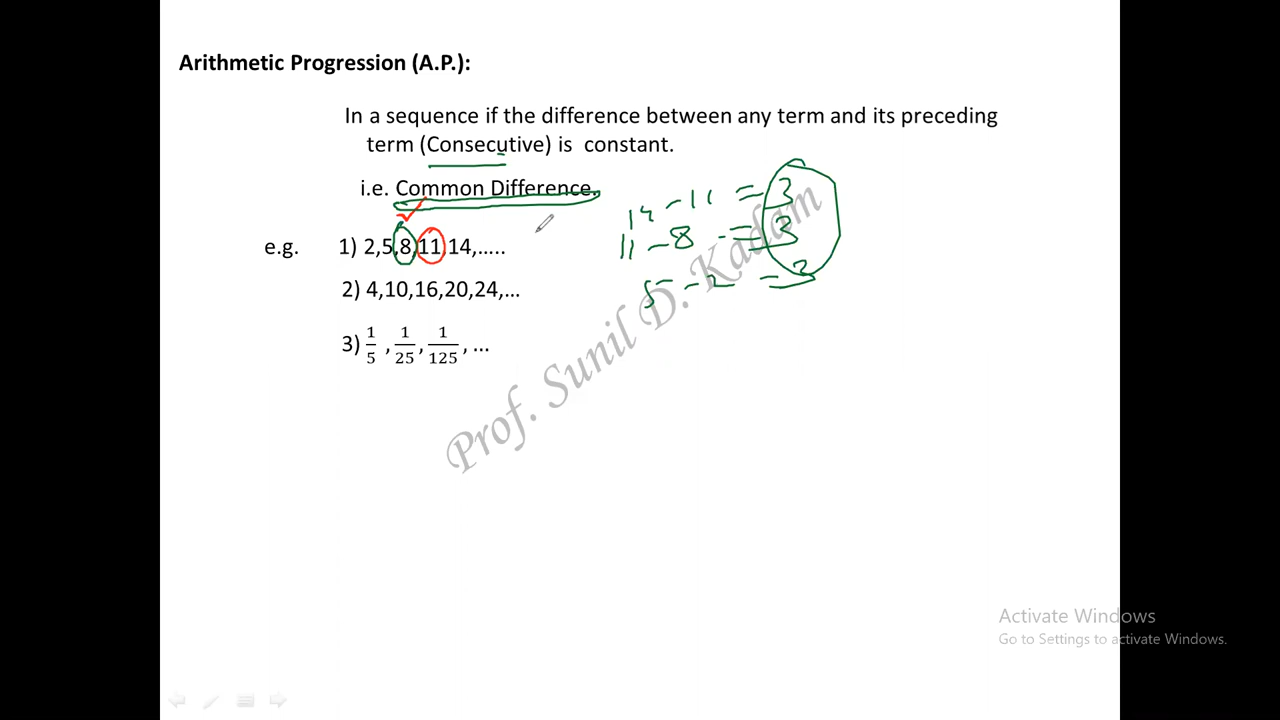 Arithmetic Progression (A.P.):
In a sequence if the difference between any term and its preceding
term (Consecutive) is constant.
i.e. Common Difference.
14 - 11 = 3
e.g. 1) 2,5,8,11,14,.....
11 - 8 = 3
2) 4,10,16,20,24,...
5 - 2 = 3
3) 1/5 , 1/25 , 1/125 , ...
Prof. Sunil D. Kadam
Activate Windows
Go to Settings to activate Windows.